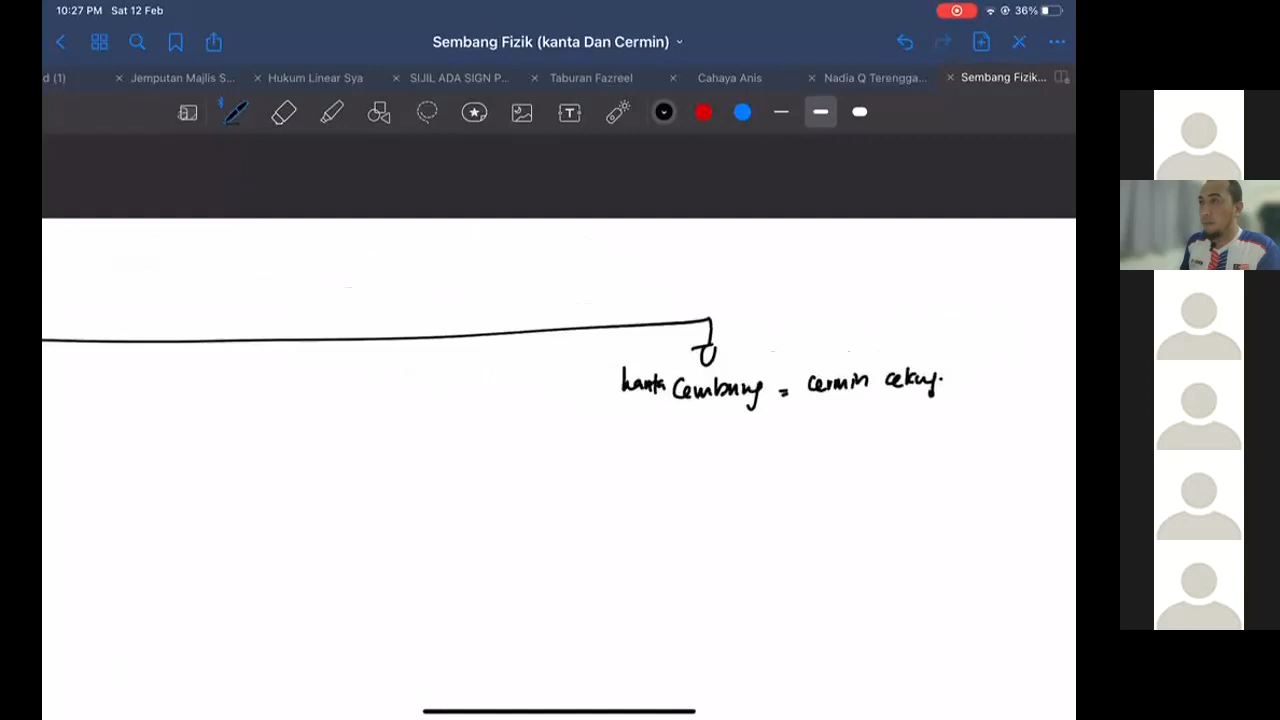 10:27 PM Sat 12 Feb
36%
Sembang Fizik (kanta Dan Cermin)
d (1)
Jemputan Majlis S...
Hukum Linear Sya
SIJIL ADA SIGN P...
Taburan Fazreel
Cahaya Anis
Nadia Q Terengga...
Sembang Fizik...
T
kanta Cembung = cermin cekung.